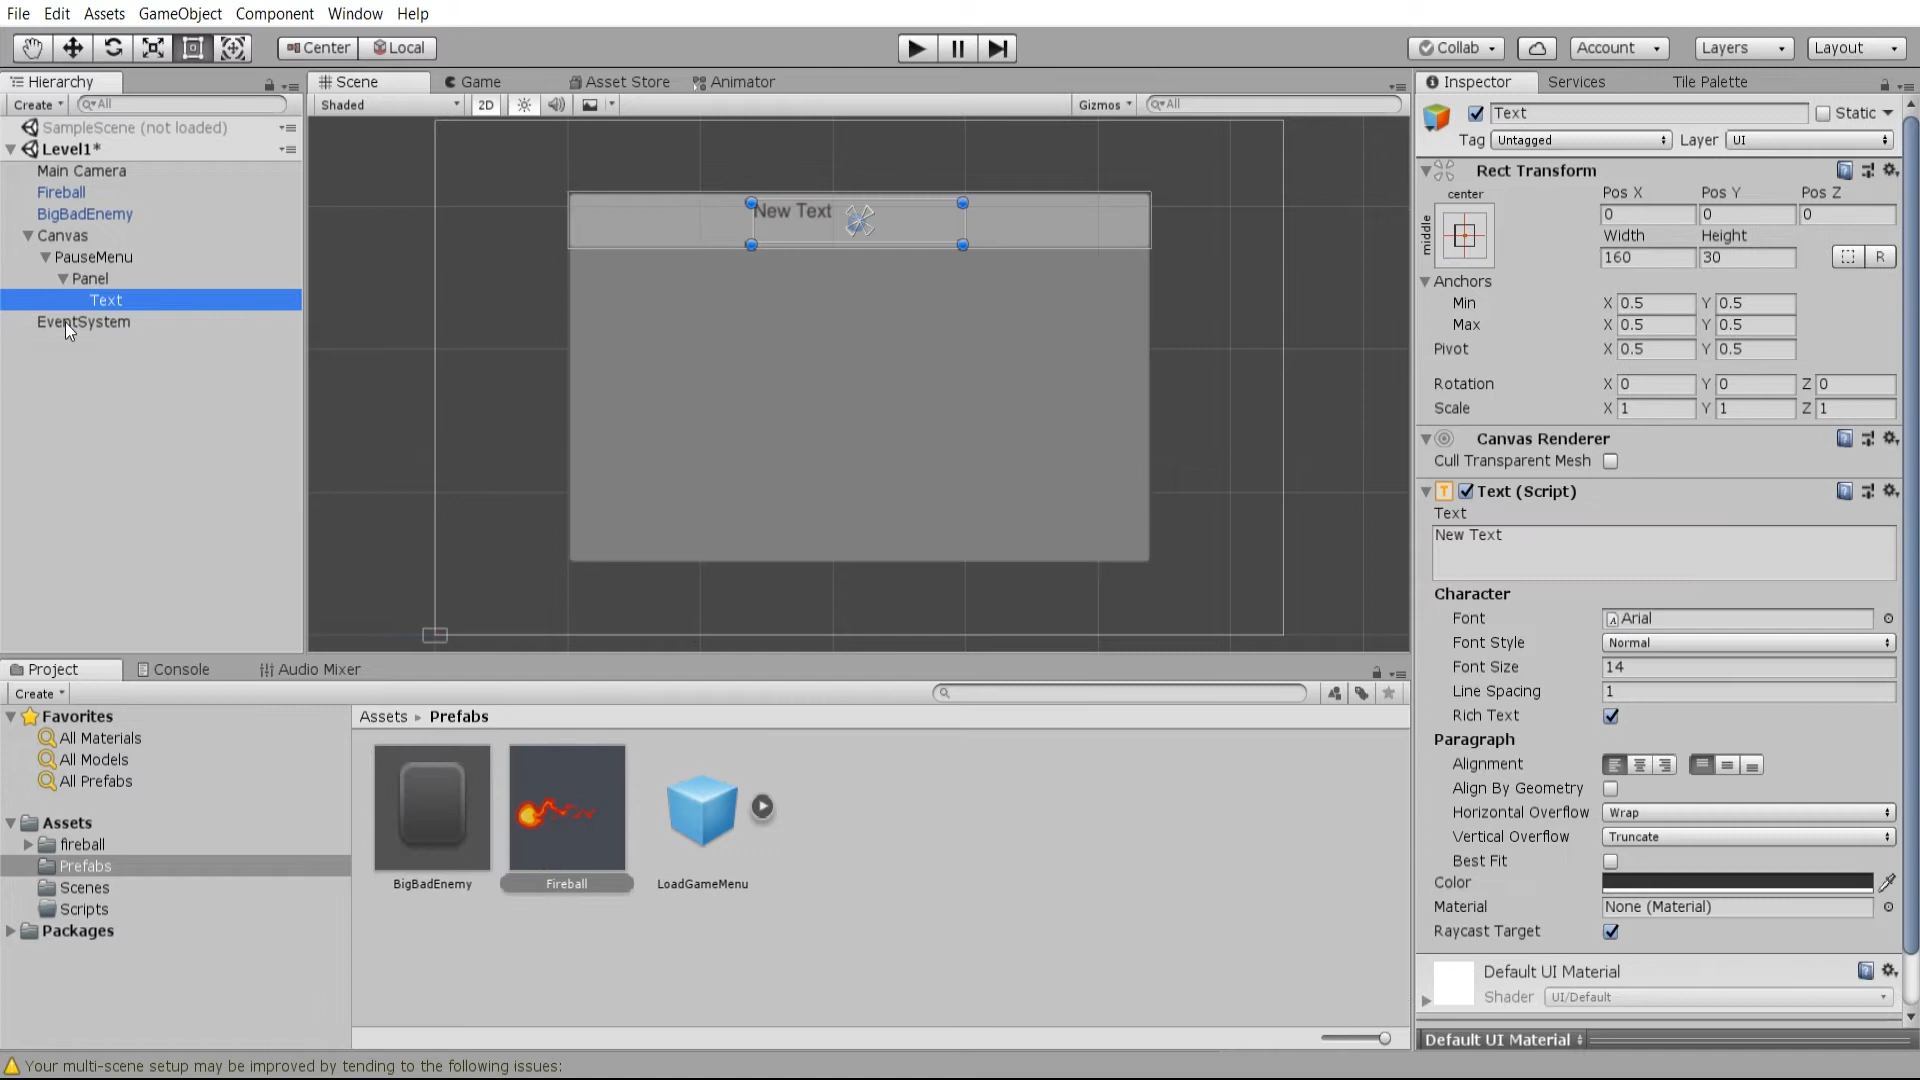 File Edit Assets GameObject Component Window Help
Center Local Collab Account Layers Layout
Hierarchy Scene Game Asset Store Animator Inspector Services Tile Palette
Create All Shaded 2D Gizmos All
Text Static
SampleScene (not loaded)
Tag Untagged Layer UI
Level1*
Main Camera
Fireball
BigBadEnemy
Canvas
PauseMenu
Panel
Text
EventSystem
New Text
Rect Transform
center
middle
Pos X Pos Y Pos Z
0 0 0
Width Height
160 30 R
Anchors
Min X 0.5 Y 0.5
Max X 0.5 Y 0.5
Pivot X 0.5 Y 0.5
Rotation X 0 Y 0 Z 0
Scale X 1 Y 1 Z 1
Canvas Renderer
Cull Transparent Mesh
T Text (Script)
Text
New Text
Character
Font Arial
Font Style Normal
Font Size 14
Line Spacing 1
Rich Text
Paragraph
Alignment
Align By Geometry
Horizontal Overflow Wrap
Vertical Overflow Truncate
Best Fit
Color
Material None (Material)
Raycast Target
Default UI Material
Shader UI/Default
Default UI Material
Project Console Audio Mixer
Create
Favorites
All Materials
All Models
All Prefabs
Assets
fireball
Prefabs
Scenes
Scripts
Packages
Assets Prefabs
BigBadEnemy Fireball LoadGameMenu
Your multi-scene setup may be improved by tending to the following issues: